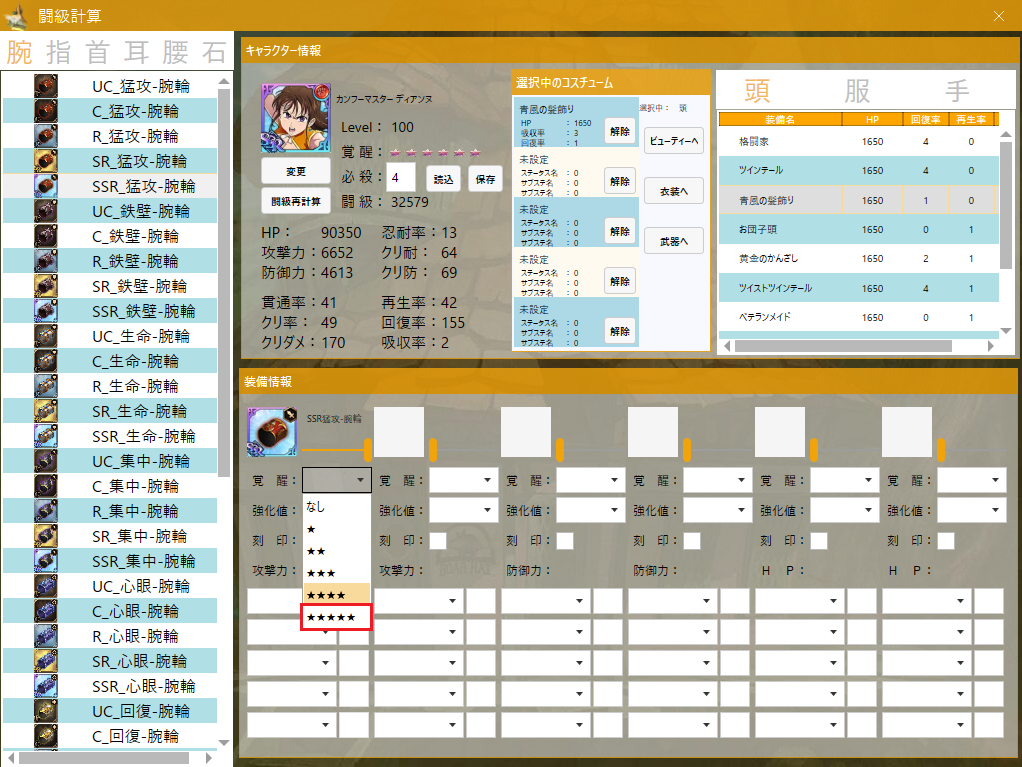 闘級計算
腕 指 首 耳 腰 石
UC_猛攻-腕輪
C_猛攻-腕輪
R_猛攻-腕輪
SR_猛攻-腕輪
SSR_猛攻-腕輪
UC_鉄壁-腕輪
C_鉄壁-腕輪
R_鉄壁-腕輪
SR_鉄壁-腕輪
SSR_鉄壁-腕輪
UC_生命-腕輪
C_生命-腕輪
R_生命-腕輪
SR_生命-腕輪
SSR_生命-腕輪
UC_集中-腕輪
C_集中-腕輪
R_集中-腕輪
SR_集中-腕輪
SSR_集中-腕輪
UC_心眼-腕輪
C_心眼-腕輪
R_心眼-腕輪
SR_心眼-腕輪
SSR_心眼-腕輪
UC_回復-腕輪
C_回復-腕輪
キャラクター情報
カンフーマスター ディアンヌ
Level： 100
覚 醒：★★★★★★
変更
必 殺： 4 読込 保存
闘級再計算
闘 級： 32579
HP： 90350 忍耐率：13
攻撃力：6652 クリ耐： 64
防御力：4613 クリ防： 69
貫通率：41 再生率：42
クリ率： 49 回復率：155
クリダメ：170 吸収率：2
選択中のコスチューム
青風の髪飾り
HP ： 1650
吸収率 ： 3
回復率 ： 1
解除
未設定
ステータス名 ： 0
サブステ名 ： 0
サブステ名 ： 0
解除
未設定
ステータス名 ： 0
サブステ名 ： 0
サブステ名 ： 0
解除
未設定
ステータス名 ： 0
サブステ名 ： 0
サブステ名 ： 0
解除
未設定
ステータス名 ： 0
サブステ名 ： 0
サブステ名 ： 0
解除
選択中： 頭
ビューティーへ
衣装へ
武器へ
頭 服 手
装備名 HP 回復率 再生率
格闘家 1650 4 0
ツインテール 1650 4 0
青風の髪飾り 1650 1 0
お団子頭 1650 0 1
黄金のかんざし 1650 2 1
ツイストツインテール 1650 4 1
ベテランメイド 1650 0 1
装備情報
SSR猛攻-腕輪
覚 醒： 覚 醒： 覚 醒： 覚 醒： 覚 醒： 覚 醒：
強化値： 強化値： 強化値： 強化値： 強化値： 強化値：
刻 印： 刻 印： 刻 印： 刻 印： 刻 印： 刻 印：
攻撃力： 攻撃力： 防御力： 防御力： H P： H P：
なし
★
★★
★★★
★★★★
★★★★★